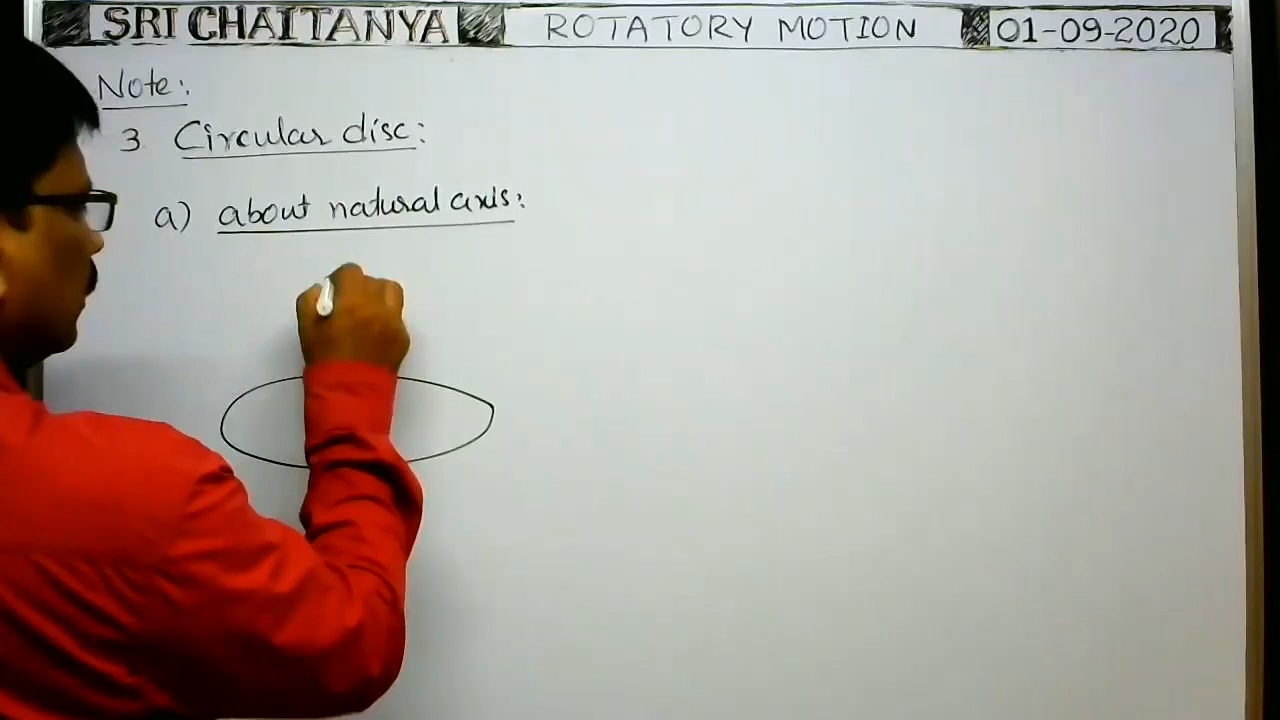 SRI CHAITANYA ROTATORY MOTION 01-09-2020
Note:
3 Circular disc:
a) about natural axis: